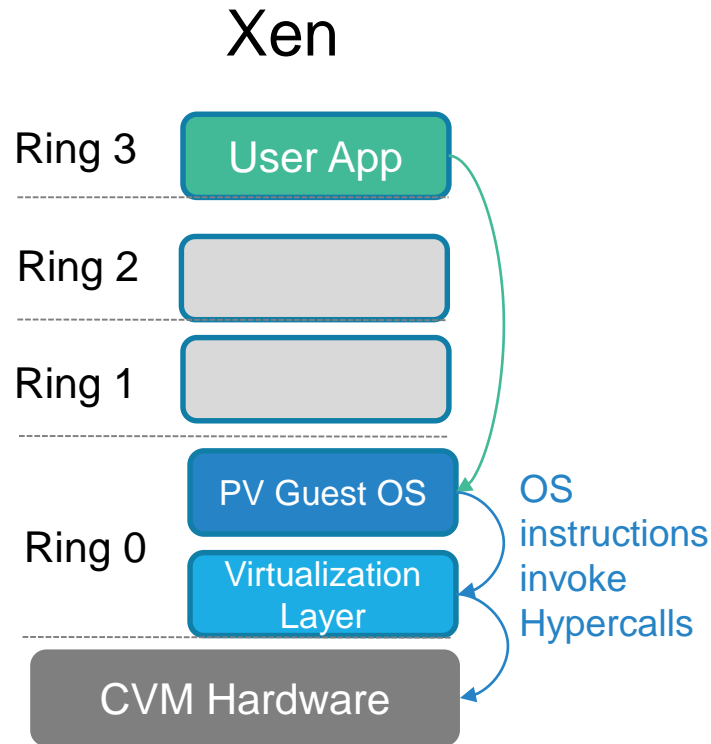 Xen
Ring 3
User App
Ring 2
Ring 1
Ring 0
PV Guest OS
Virtualization
Layer
OS
instructions
invoke
Hypercalls
CVM Hardware